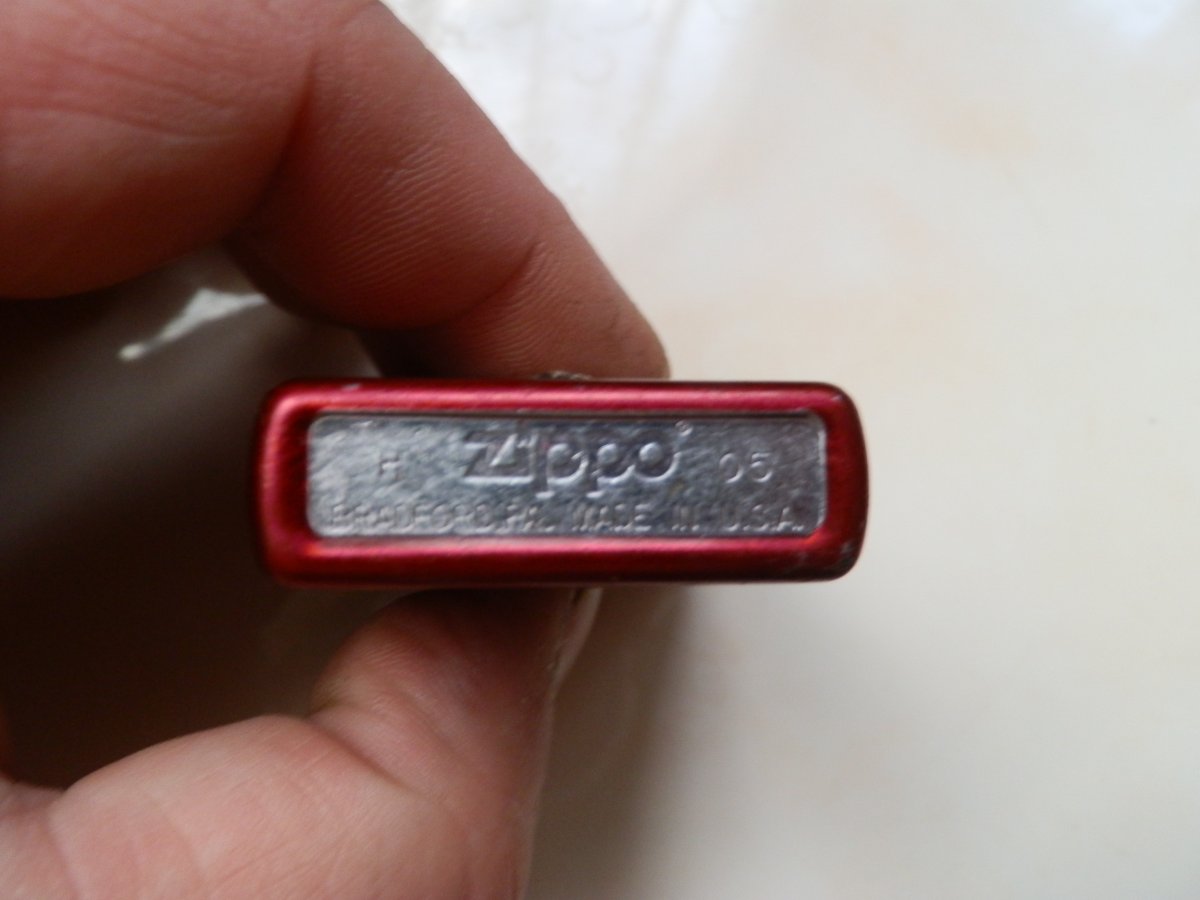 H Zippo® 05
BRADFORD, PA. MADE IN U.S.A.